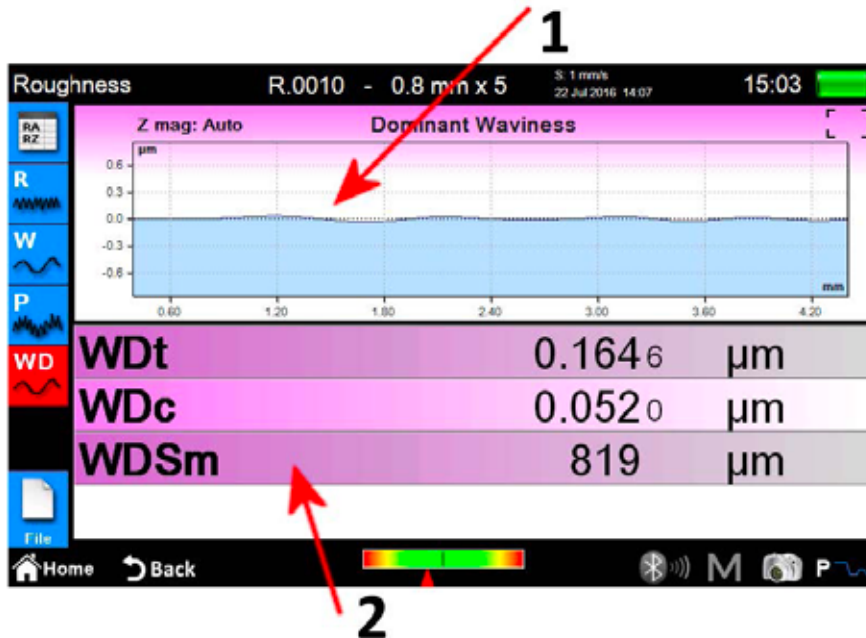 1
Roughness R.0010 - 0.8 mm x 5 S: 1 mm/s 15:03
22 Jul 2016 14:07
RA
RZ
Z mag: Auto Dominant Waviness
µm
0.6
0.3
0.0
-0.3
-0.6
mm
0.60 1.20 1.80 2.40 3.00 3.60 4.20
R
W
P
WD
WDt 0.1646 µm
WDc 0.0520 µm
WDSm 819 µm
File
Home Back M P
2